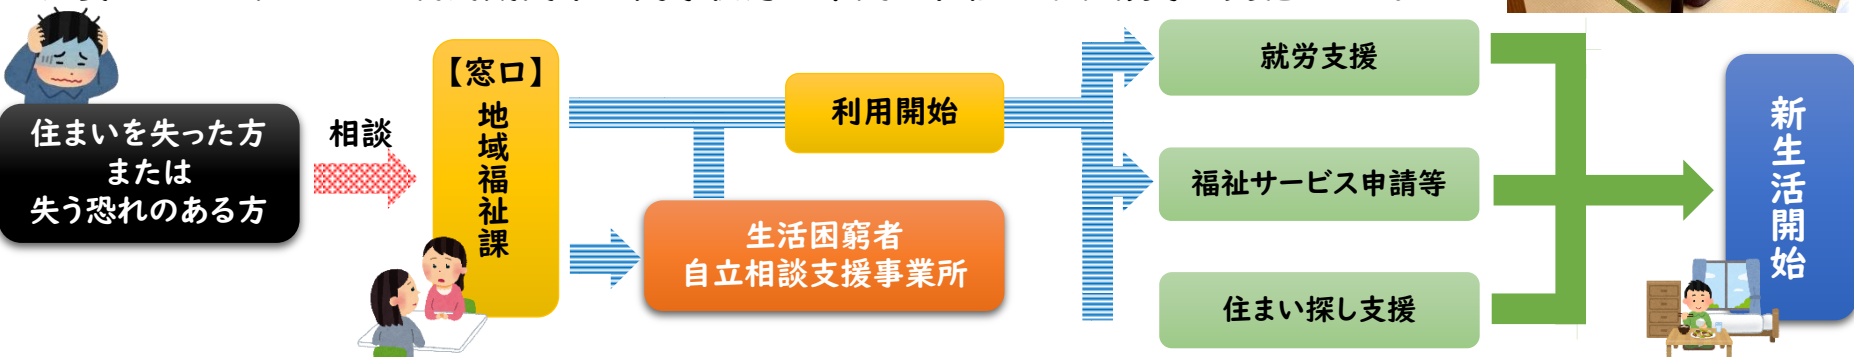 住まいを失った方
または
失う恐れのある方
相談
【窓口】
地域福祉課
利用開始
生活困窮者
自立相談支援事業所
就労支援
福祉サービス申請等
住まい探し支援
新生活開始